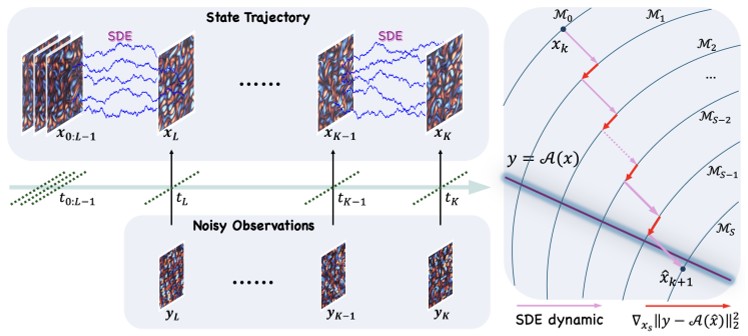 State Trajectory
SDE
SDE
......
x_{0:L-1}
x_L
x_{K-1}
x_K
t_{0:L-1}
t_L
t_{K-1}
t_K
Noisy Observations
......
y_L
y_{K-1}
y_K
ℳ_0
ℳ_1
x_k
ℳ_2
...
ℳ_{S-2}
y = 𝒜(x)
ℳ_{S-1}
ℳ_S
x̂_{k+1}
SDE dynamic
∇_{x_s}‖y − 𝒜(x̂)‖_2^2